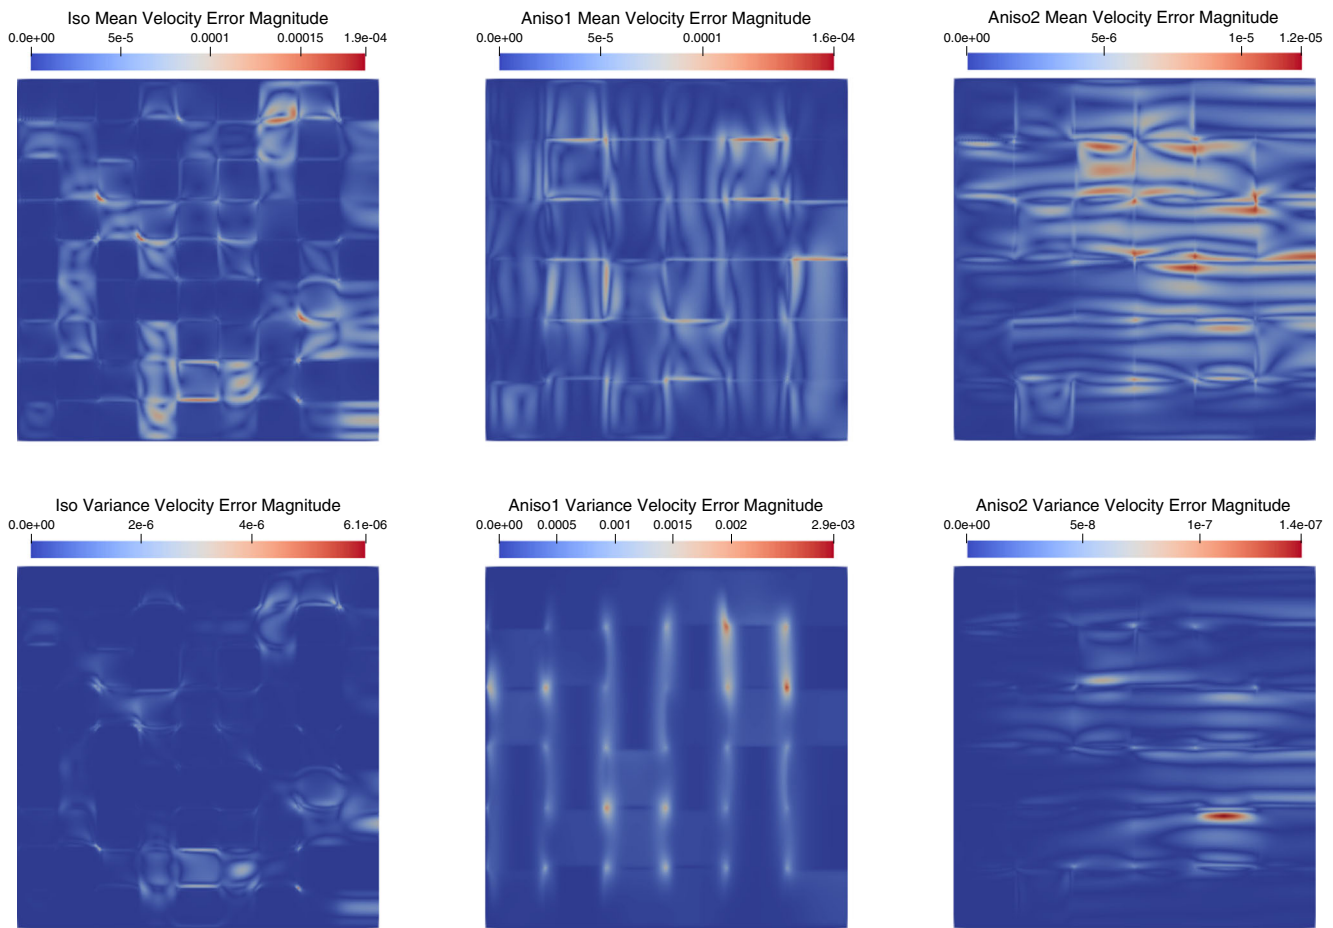 Iso Mean Velocity Error Magnitude
0.0e+00 5e-5 0.0001 0.00015 1.9e-04
Aniso1 Mean Velocity Error Magnitude
0.0e+00 5e-5 0.0001 1.6e-04
Aniso2 Mean Velocity Error Magnitude
0.0e+00 5e-6 1e-5 1.2e-05
Iso Variance Velocity Error Magnitude
0.0e+00 2e-6 4e-6 6.1e-06
Aniso1 Variance Velocity Error Magnitude
0.0e+00 0.0005 0.001 0.0015 0.002 2.9e-03
Aniso2 Variance Velocity Error Magnitude
0.0e+00 5e-8 1e-7 1.4e-07